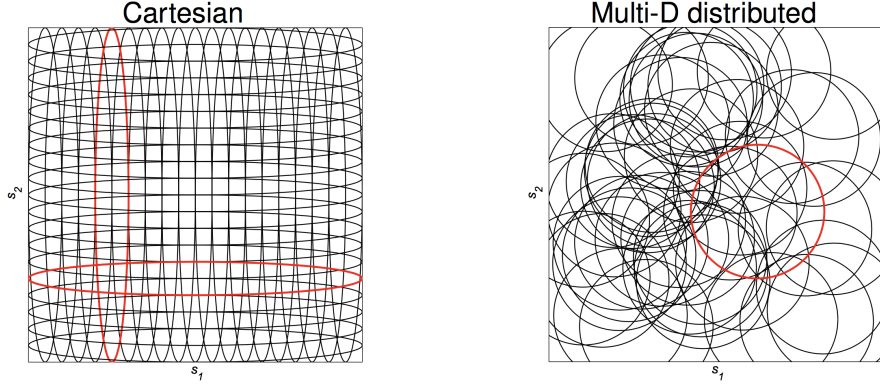 Cartesian
Multi-D distributed
s2
s2
s1
s1